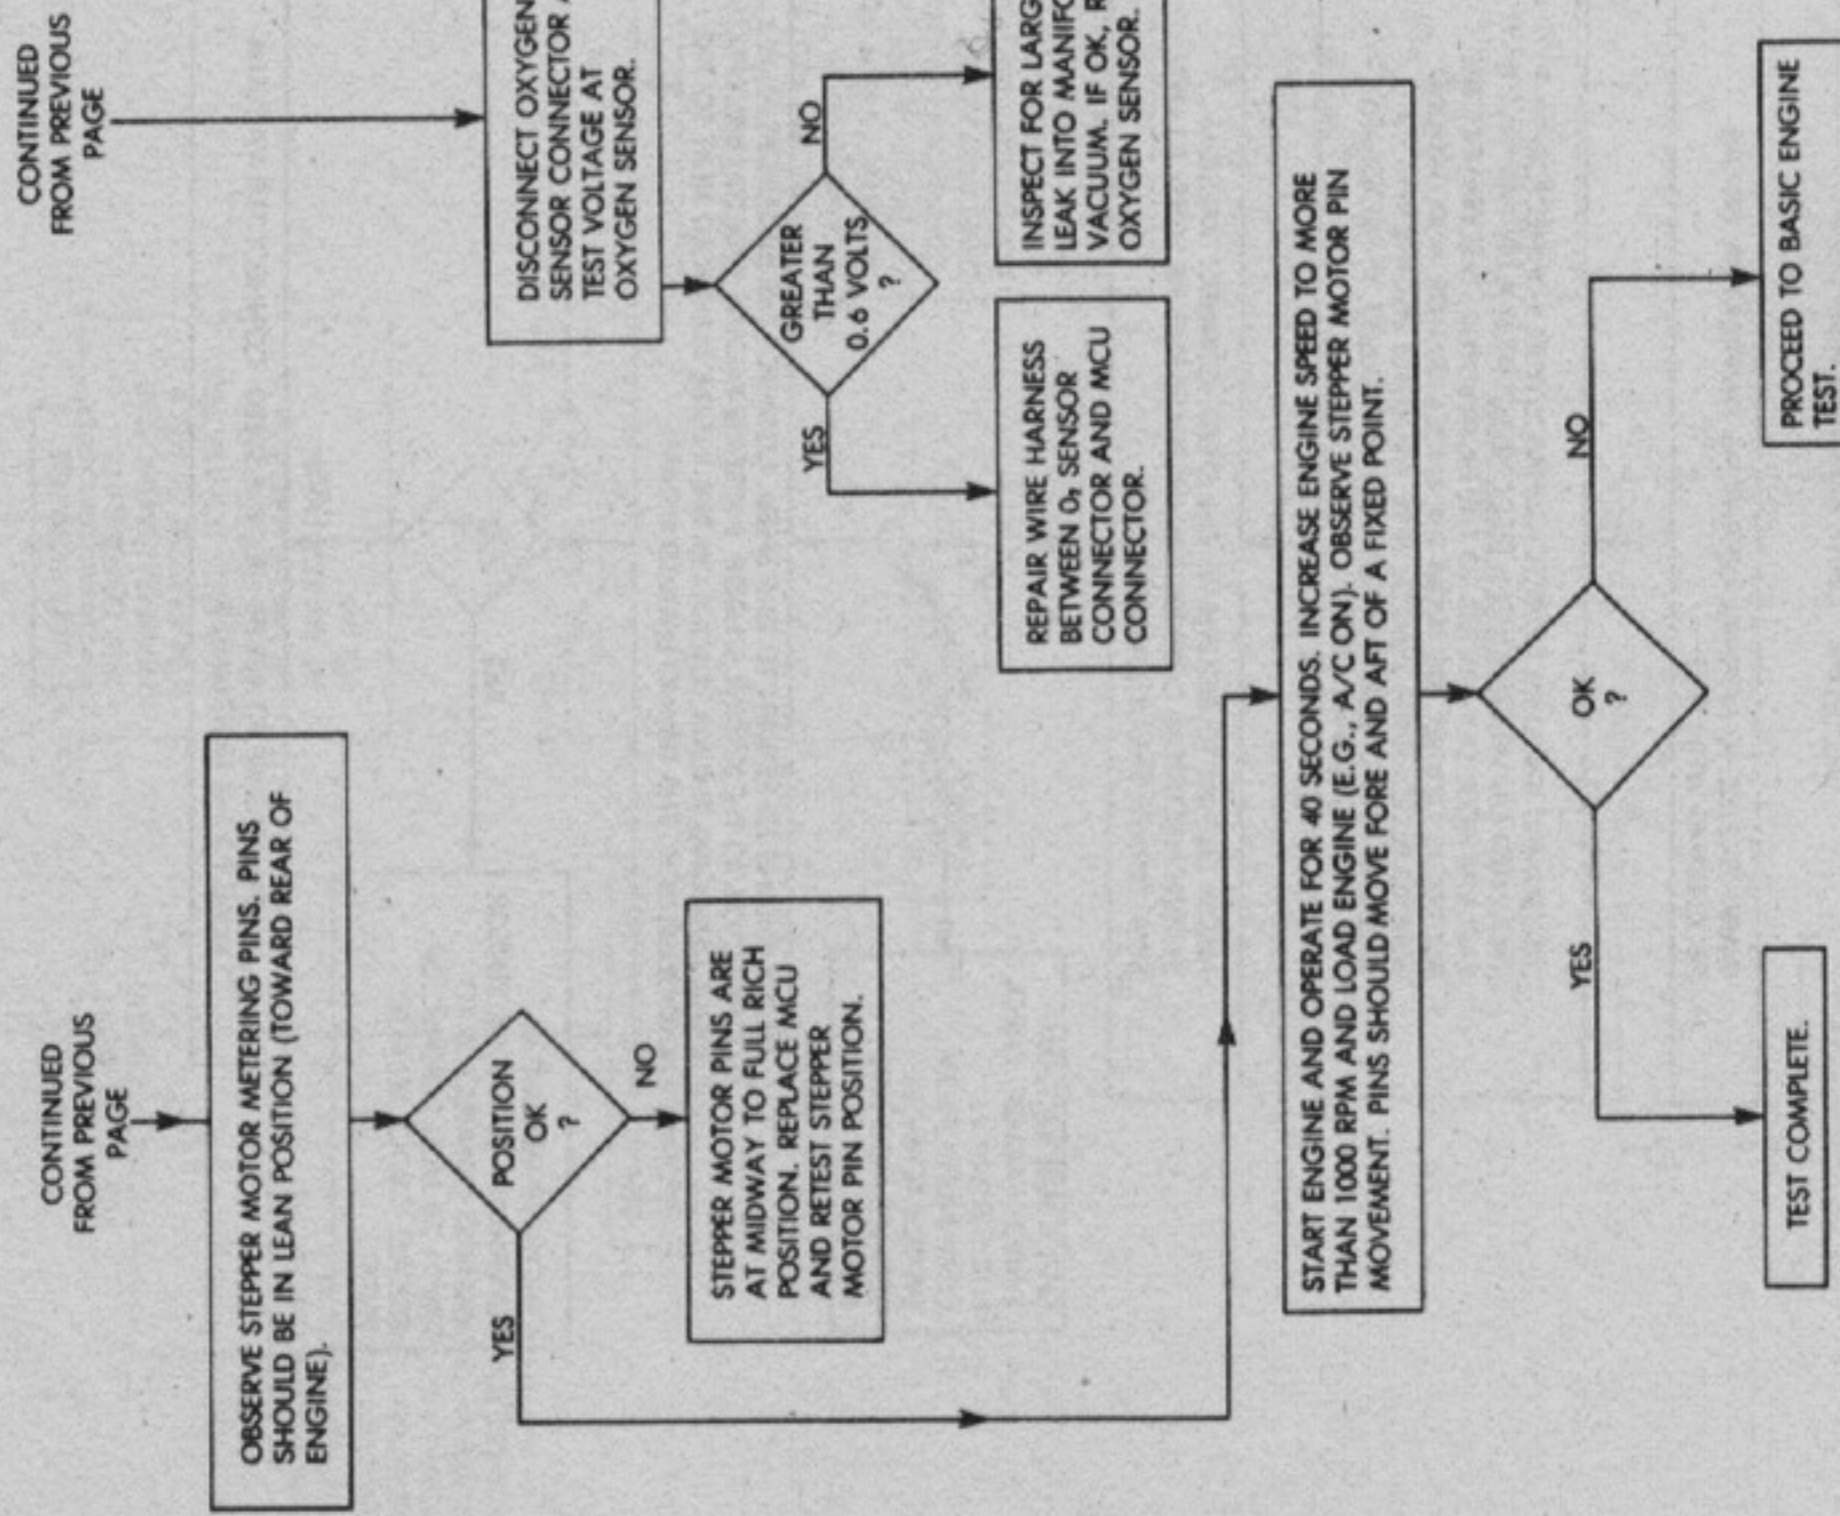 CONTINUED
FROM PREVIOUS
PAGE
OBSERVE STEPPER MOTOR METERING PINS. PINS
SHOULD BE IN LEAN POSITION (TOWARD REAR OF
ENGINE).
POSITION
OK
?
YES
NO
STEPPER MOTOR PINS ARE
AT MIDWAY TO FULL RICH
POSITION. REPLACE MCU
AND RETEST STEPPER
MOTOR PIN POSITION.
CONTINUED
FROM PREVIOUS
PAGE
DISCONNECT OXYGEN
SENSOR CONNECTOR
TEST VOLTAGE AT
OXYGEN SENSOR.
GREATER
THAN
0.6 VOLTS
?
YES
NO
REPAIR WIRE HARNESS
BETWEEN O₂ SENSOR
CONNECTOR AND MCU
CONNECTOR.
INSPECT FOR
LEAK INTO
VACUUM. IF OK,
OXYGEN SENSOR.
START ENGINE AND OPERATE FOR 40 SECONDS. INCREASE ENGINE SPEED TO MORE
THAN 1000 RPM AND LOAD ENGINE (E.G., A/C ON). OBSERVE STEPPER MOTOR PIN
MOVEMENT. PINS SHOULD MOVE FORE AND AFT OF A FIXED POINT.
OK
?
YES
NO
TEST COMPLETE.
PROCEED TO BASIC ENGINE
TEST.